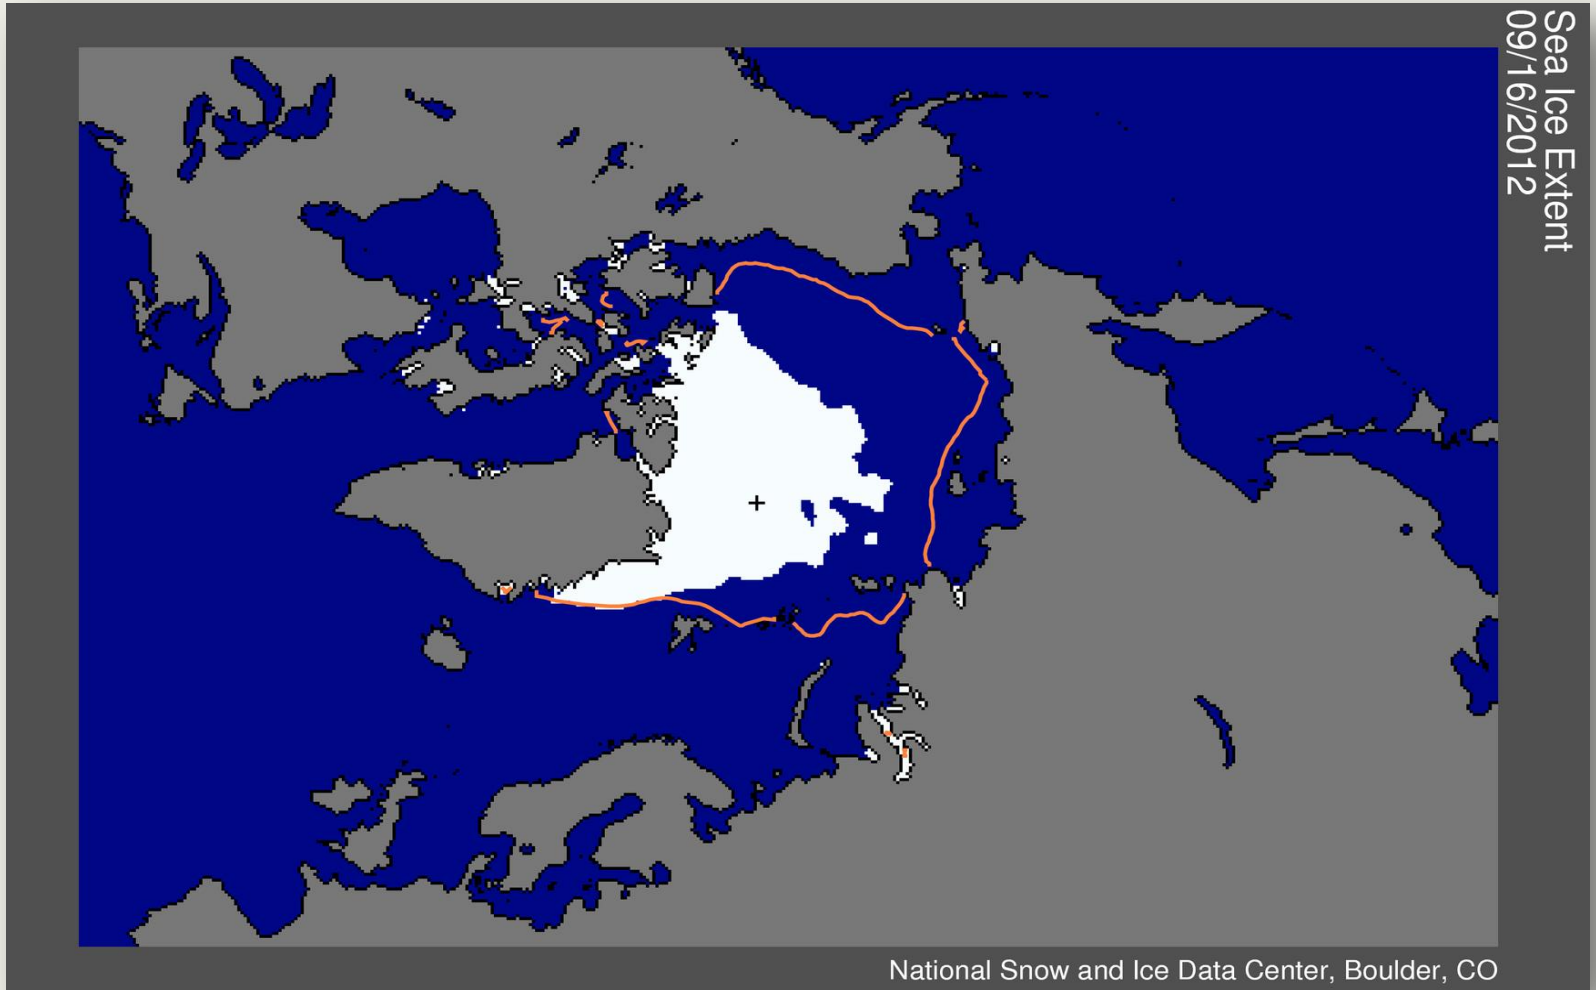 Sea Ice Extent
09/16/2012
National Snow and Ice Data Center, Boulder, CO